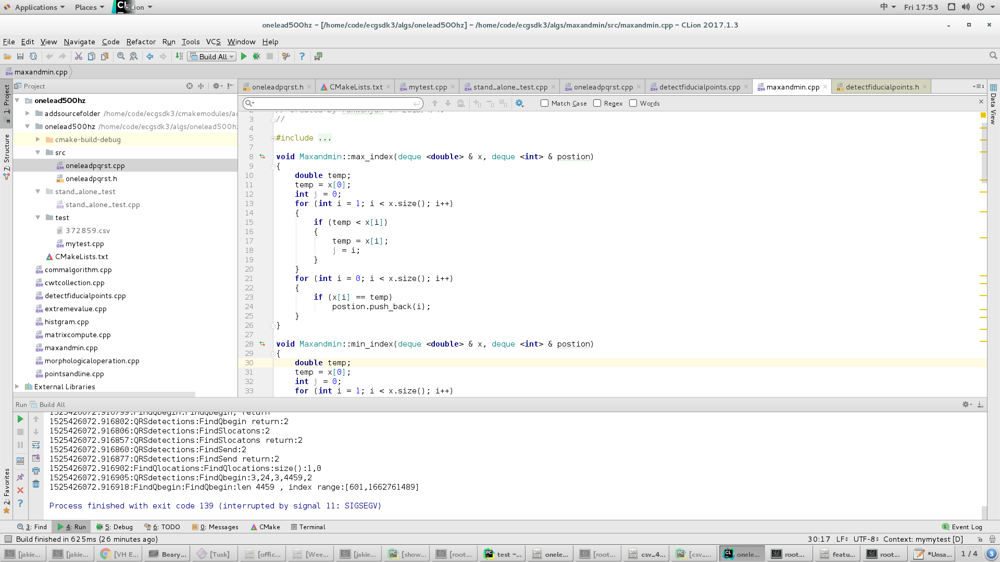 Applications Places CLion 中 Fri 17:53
onelead500hz – [/home/code/ecgsdk3/algs/onelead500hz] – /home/code/ecgsdk3/algs/maxandmin/src/maxandmin.cpp – CLion 2017.1.3
File Edit View Navigate Code Refactor Run Tools VCS Window Help
Build All
maxandmin.cpp
Project
oneleadpqrst.h CMakeLists.txt mytest.cpp stand_alone_test.cpp oneleadpqrst.cpp detectfiducialpoints.cpp maxandmin.cpp detectfiducialpoints.h
Match Case Regex Words
1: Project
7: Structure
2: Favorites
Data View
onelead500hz
addsourcefolder /home/code/ecgsdk3/cmakemodules/ad
onelead500hz /home/code/ecgsdk3/algs/onelead500hz
cmake-build-debug
src
oneleadpqrst.cpp
oneleadpqrst.h
stand_alone_test
stand_alone_test.cpp
test
372859.csv
mytest.cpp
CMakeLists.txt
commalgorithm.cpp
cwtcollection.cpp
detectfiducialpoints.cpp
extremevalue.cpp
histgram.cpp
matrixcompute.cpp
maxandmin.cpp
morphologicaloperation.cpp
pointsandline.cpp
External Libraries
3 //
4
5 #include ...
7
8 void Maxandmin::max_index(deque <double> & x, deque <int> & postion)
9 {
10 double temp;
11 temp = x[0];
12 int j = 0;
13 for (int i = 1; i < x.size(); i++)
14 {
15 if (temp < x[i])
16 {
17 temp = x[i];
18 j = i;
19 }
20 }
21 for (int i = 0; i < x.size(); i++)
22 {
23 if (x[i] == temp)
24 postion.push_back(i);
25 }
26 }
27
28 void Maxandmin::min_index(deque <double> & x, deque <int> & postion)
29 {
30 double temp;
31 temp = x[0];
32 int j = 0;
33 for (int i = 1; i < x.size(); i++)
Run Build All
1525426072.916799:FindQbegin:FindQbegin, return
1525426072.916802:QRSdetections:FindQbegin return:2
1525426072.916806:QRSdetections:FindSlocatons:2
1525426072.916857:QRSdetections:FindSlocatons return:2
1525426072.916860:QRSdetections:FindSend:2
1525426072.916877:QRSdetections:FindSend return:2
1525426072.916902:FindQlocations:FindQlocations:size():1,0
1525426072.916905:QRSdetections:FindQbegin:3,24,3,4459,2
1525426072.916918:FindQbegin:FindQbegin:len 4459 , index range:[601,1662761489]
Process finished with exit code 139 (interrupted by signal 11: SIGSEGV)
3: Find 4: Run 5: Debug 6: TODO 0: Messages CMake Terminal 1 Event Log
Build finished in 625ms (26 minutes ago) 30:17 LF UTF-8 Context: mymytest [D]
[jakie... [jakie... [VH E... Beary... [Tusk] [offic... [Wee... [jakie... [show... [root... test –... onele... [root... csv_4... [csv_... onele... root... featu... root... *Unsa... 1 / 4 3